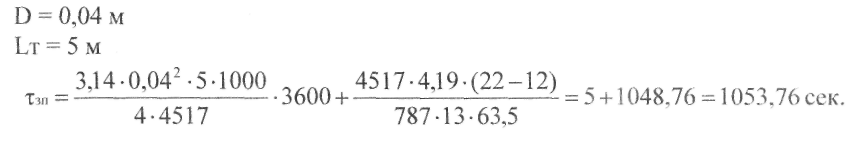 D = 0,04 м
Lт = 5 м
τзп = (3,14·0,04²·5·1000)/(4·4517)·3600 + (4517·4,19·(22−12))/(787·13·63,5) = 5+1048,76 = 1053,76 сек.